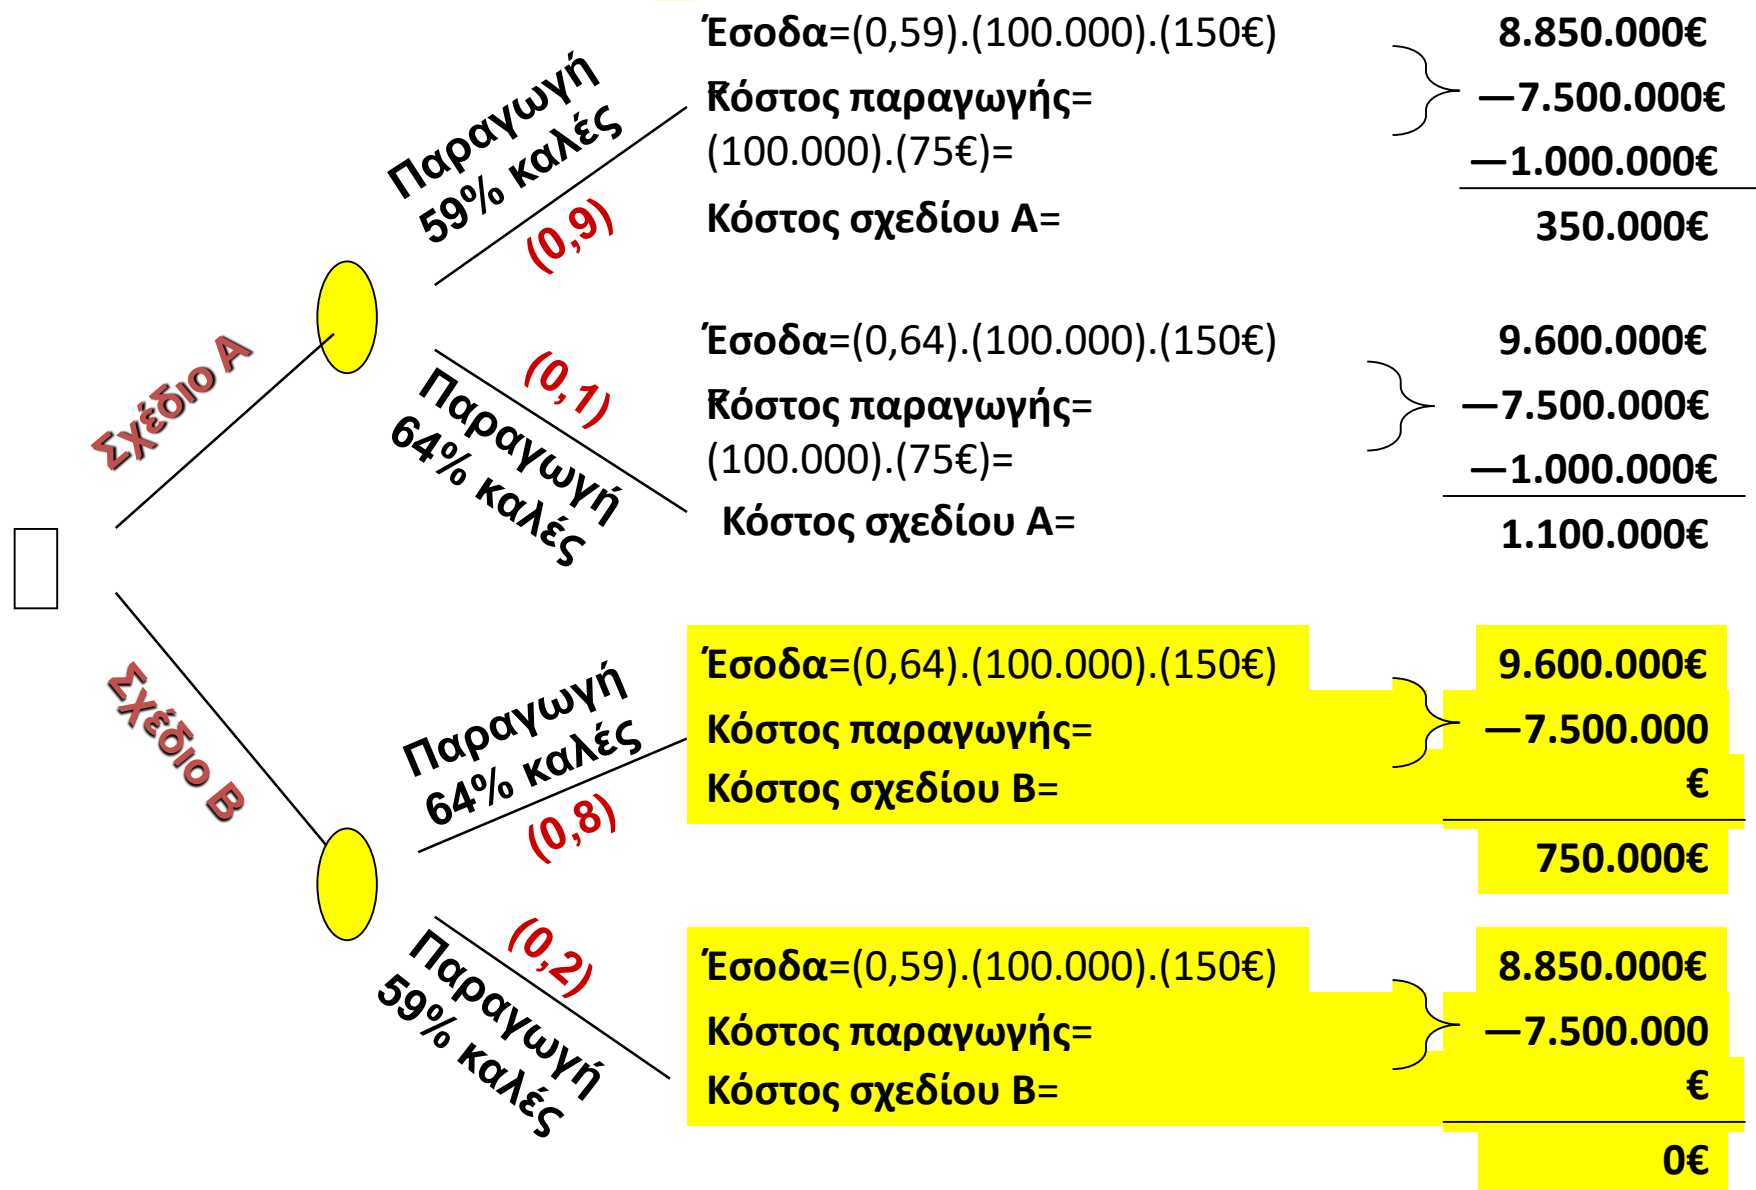 Έσοδα=(0,59).(100.000).(150€)
8.850.000€
Κόστος παραγωγής=
—7.500.000€
(100.000).(75€)=
—1.000.000€
Κόστος σχεδίου Α=
350.000€
Παραγωγή
59% καλές
(0,9)
Σχέδιο Α
Έσοδα=(0,64).(100.000).(150€)
9.600.000€
Κόστος παραγωγής=
—7.500.000€
(100.000).(75€)=
—1.000.000€
Κόστος σχεδίου Α=
1.100.000€
(0,1)
Παραγωγή
64% καλές
Σχέδιο Β
Έσοδα=(0,64).(100.000).(150€)
9.600.000€
Κόστος παραγωγής=
—7.500.000
€
Κόστος σχεδίου Β=
750.000€
Παραγωγή
64% καλές
(0,8)
Έσοδα=(0,59).(100.000).(150€)
8.850.000€
Κόστος παραγωγής=
—7.500.000
€
Κόστος σχεδίου Β=
0€
(0,2)
Παραγωγή
59% καλές